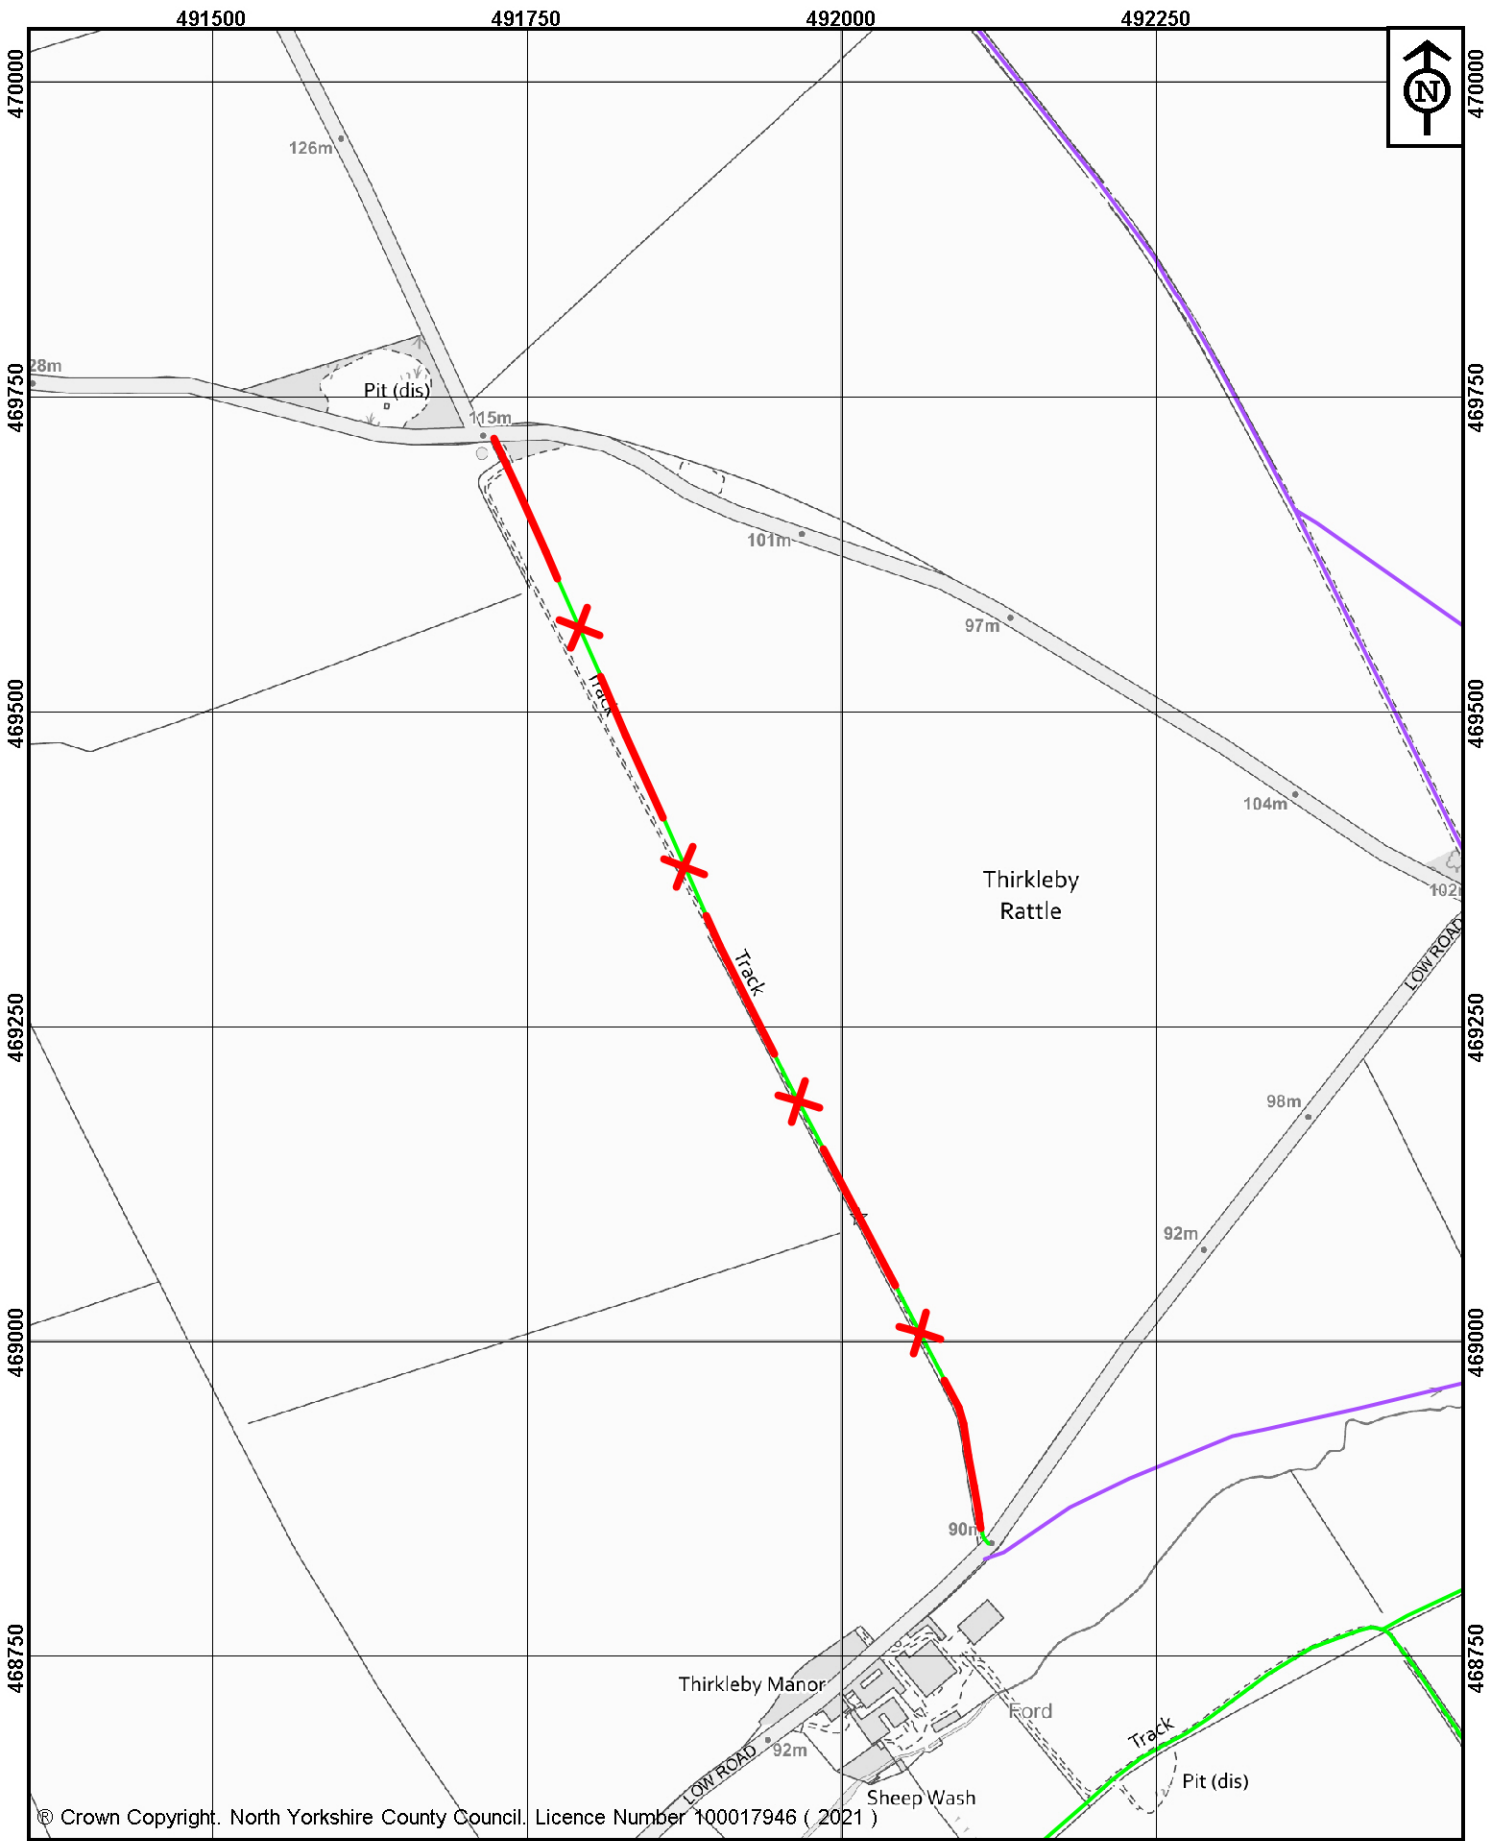 491500 491750 492000 492250
470000 470000
N
126m
28m
469750 469750
Pit (dis)
115m
101m
97m
Track
469500 469500
104m
Thirkleby
Rattle
LOW ROAD
Track
469250 469250
98m
92m
469000 469000
90m
468750 468750
Thirkleby Manor
Ford
Track
92m
LOW ROAD
Pit (dis)
Sheep Wash
® Crown Copyright. North Yorkshire County Council. Licence Number 100017946 ( 2021 )